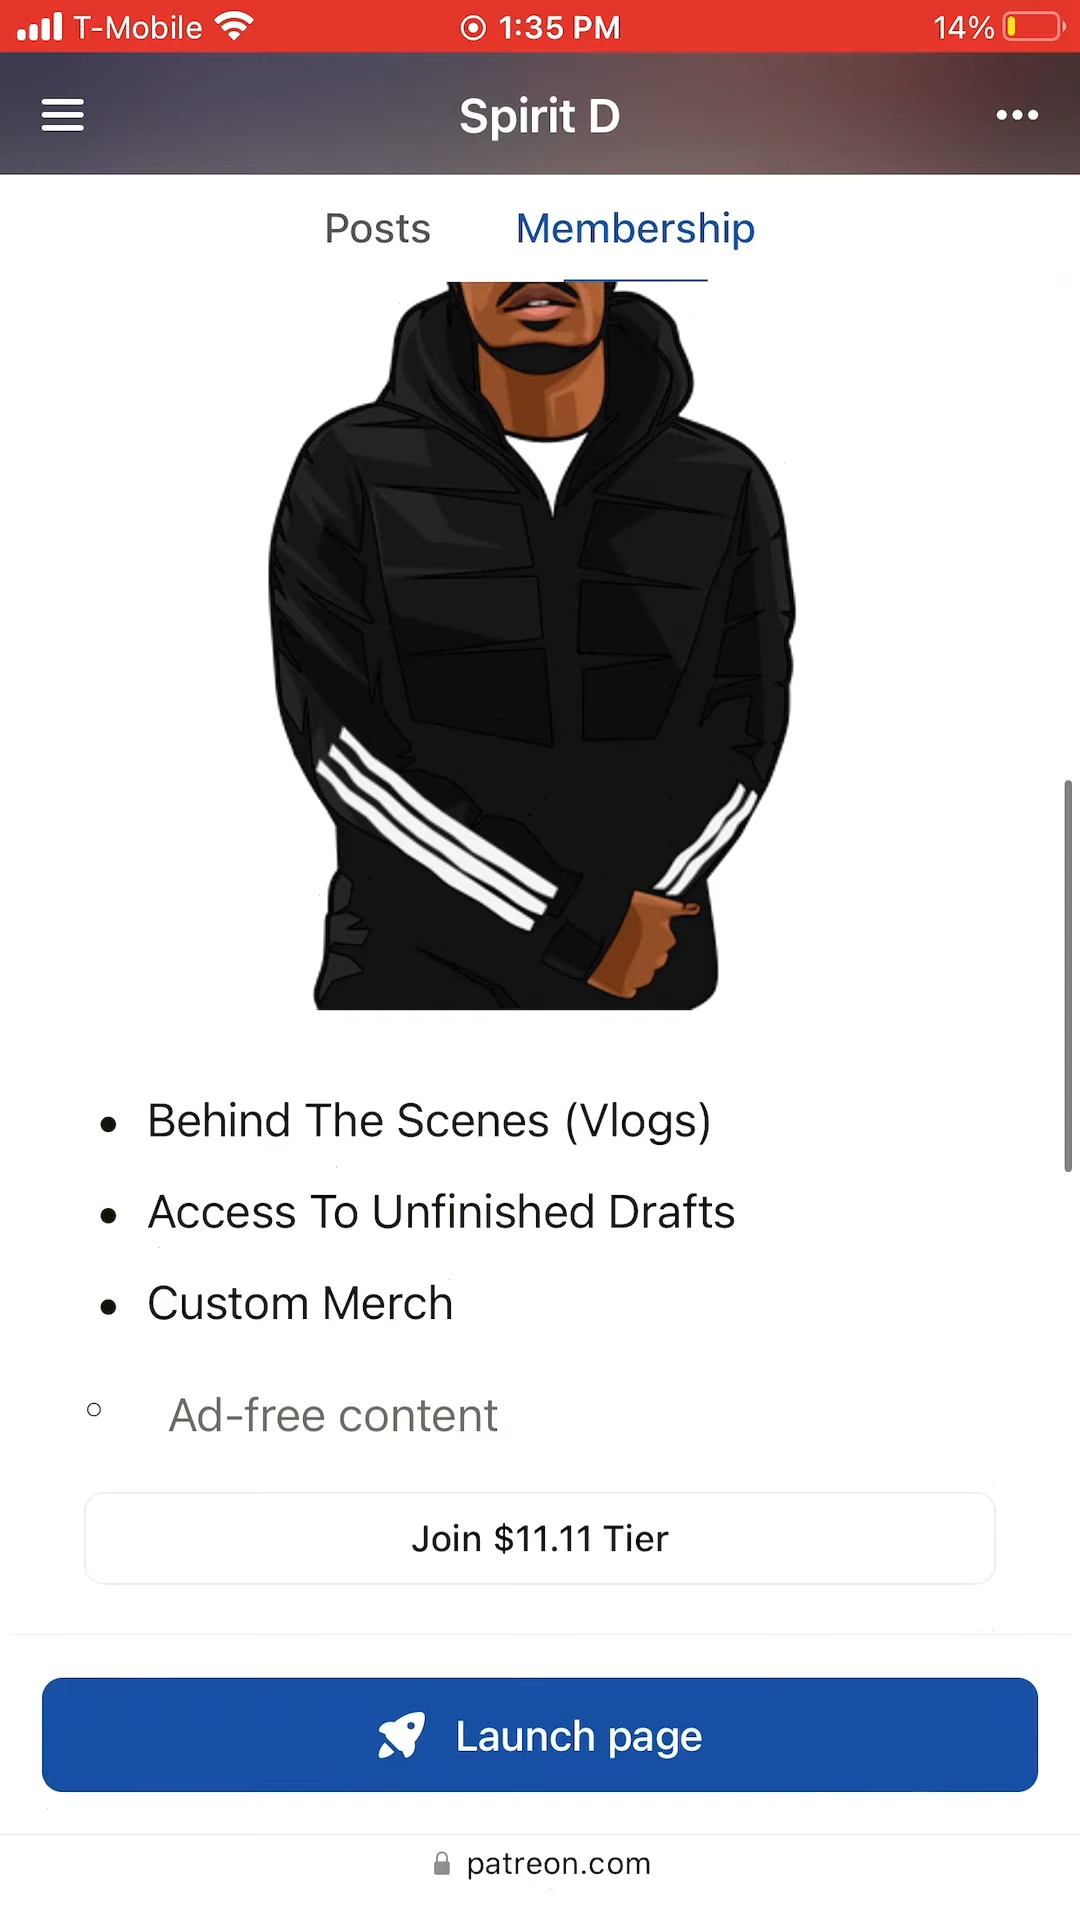 T-Mobile 1:35 PM 14%
Spirit D
Posts Membership
Behind The Scenes (Vlogs)
Access To Unfinished Drafts
Custom Merch
Ad-free content
Join $11.11 Tier
Launch page
patreon.com